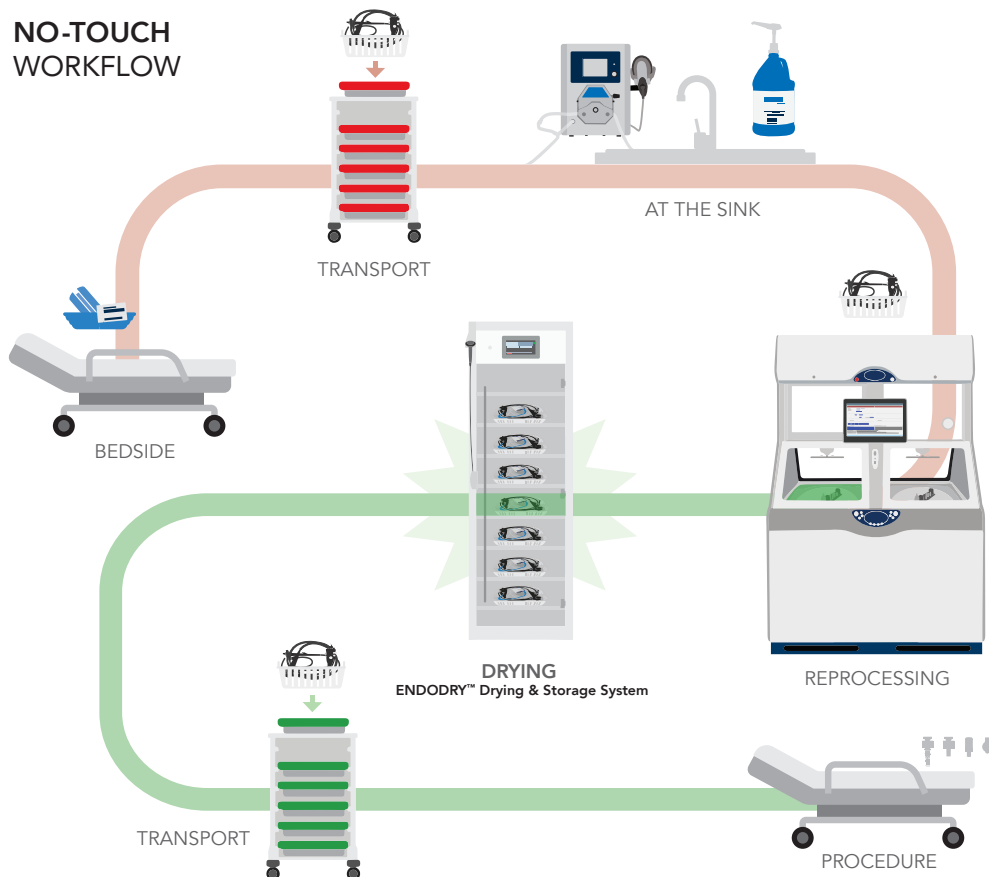 NO-TOUCH
WORKFLOW
TRANSPORT
AT THE SINK
BEDSIDE
REPROCESSING
DRYING
ENDODRY™ Drying & Storage System
TRANSPORT
PROCEDURE